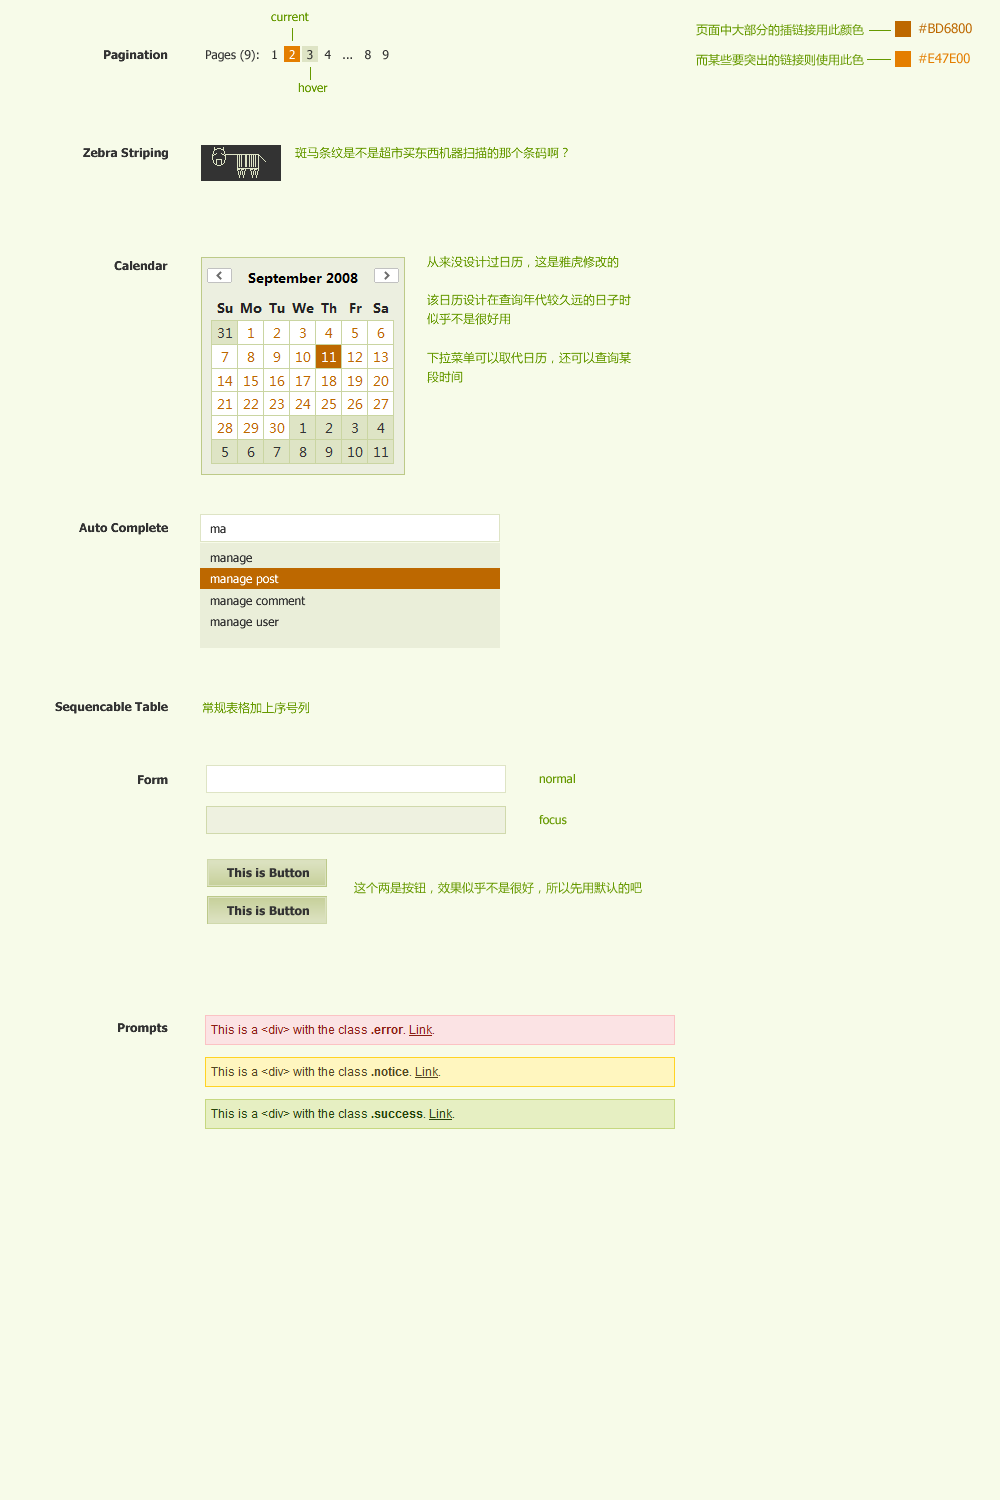 current
Pagination Pages (9): 1 2 3 4 ... 8 9
hover
页面中大部分的插链接用此颜色 #BD6800
而某些要突出的链接则使用此色 #E47E00
Zebra Striping
斑马条纹是不是超市买东西机器扫描的那个条码啊？
Calendar
September 2008
Su Mo Tu We Th Fr Sa
31 1 2 3 4 5 6
7 8 9 10 11 12 13
14 15 16 17 18 19 20
21 22 23 24 25 26 27
28 29 30 1 2 3 4
5 6 7 8 9 10 11
从来没设计过日历，这是雅虎修改的
该日历设计在查询年代较久远的日子时
似乎不是很好用
下拉菜单可以取代日历，还可以查询某
段时间
Auto Complete
ma
manage
manage post
manage comment
manage user
Sequencable Table
常规表格加上序号列
Form
normal
focus
This is Button
This is Button
这个两是按钮，效果似乎不是很好，所以先用默认的吧
Prompts
This is a <div> with the class .error. Link.
This is a <div> with the class .notice. Link.
This is a <div> with the class .success. Link.